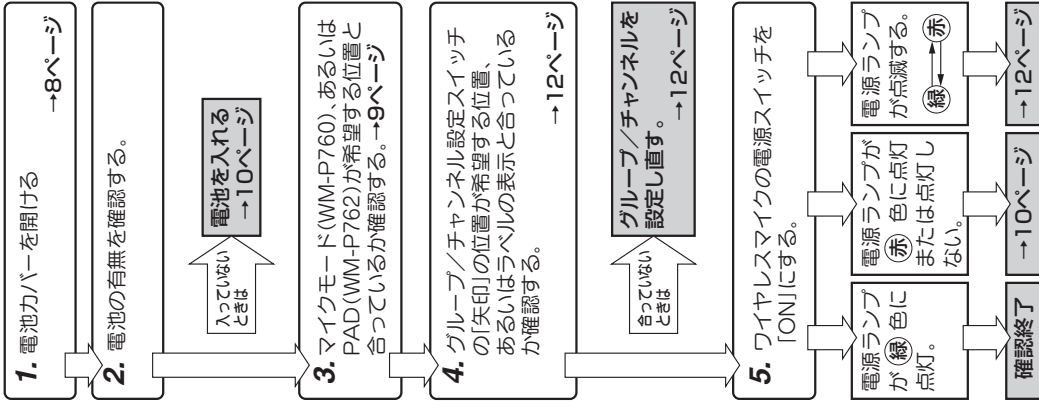 1. 電池カバーを開ける
→8ページ
2. 電池の有無を確認する。
入っていない
ときは
電池を入れる
→10ページ
3. マイクモード(WM-P760)、あるいは
PAD(WM-P762)が希望する位置と
合っているか確認する。→9ページ
4. グループ/チャンネル設定スイッチ
の「矢印」の位置が希望する位置、
あるいはラベルの表示と合っている
か確認する。
→12ページ
合っていない
ときは
グループ/チャンネルを
設定し直す。
→12ページ
5. ワイヤレスマイクの電源スイッチを
「ON」にする。
電源ランプ
が緑色に
点灯。
確認終了
電源ランプが
赤色に点灯
または点灯し
ない。
→10ページ
電源ランプ
が点滅する。
緑 赤
→12ページ